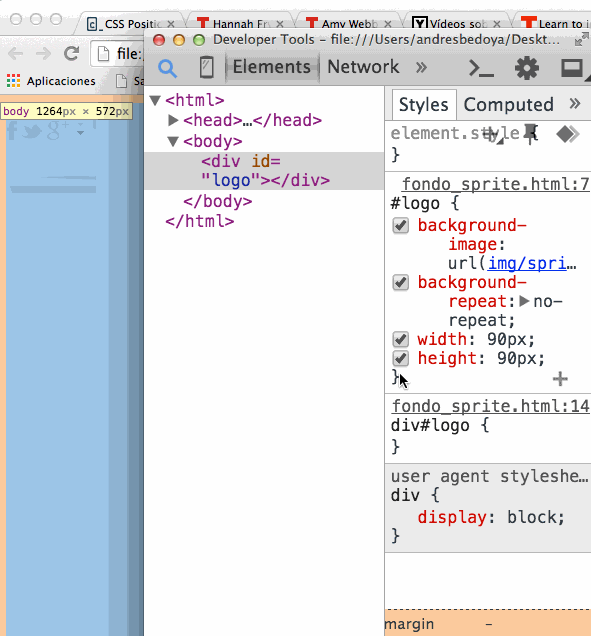 C_ CSS Positic
Hannah Fry
Amy Webb
Vídeos sob
Learn to i
file:
Developer Tools - file:///Users/andresbedoya/Deskt…
Aplicaciones
Sa
Elements Network »
body 1264px × 572px
<html>
<head>…</head>
<body>
<div id=
"logo"></div>
</body>
</html>
Styles Computed »
element.style {
}
fondo_sprite.html:7
#logo {
background-
image:
url(img/spri…
background-
repeat:▶no-
repeat;
width: 90px;
height: 90px;
}
fondo_sprite.html:14
div#logo {
}
user agent styleshe…
div {
display: block;
}
margin -